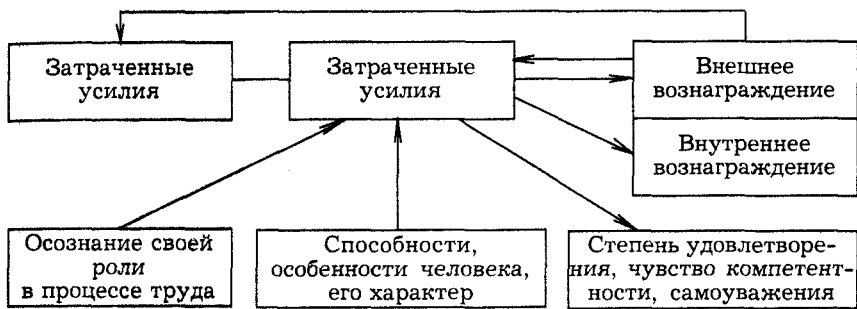 Затраченные
усилия
Затраченные
усилия
Внешнее
вознаграждение
Внутреннее
вознаграждение
Осознание своей
роли
в процессе труда
Способности,
особенности человека,
его характер
Степень удовлетворе-
ния, чувство компетент-
ности, самоуважения